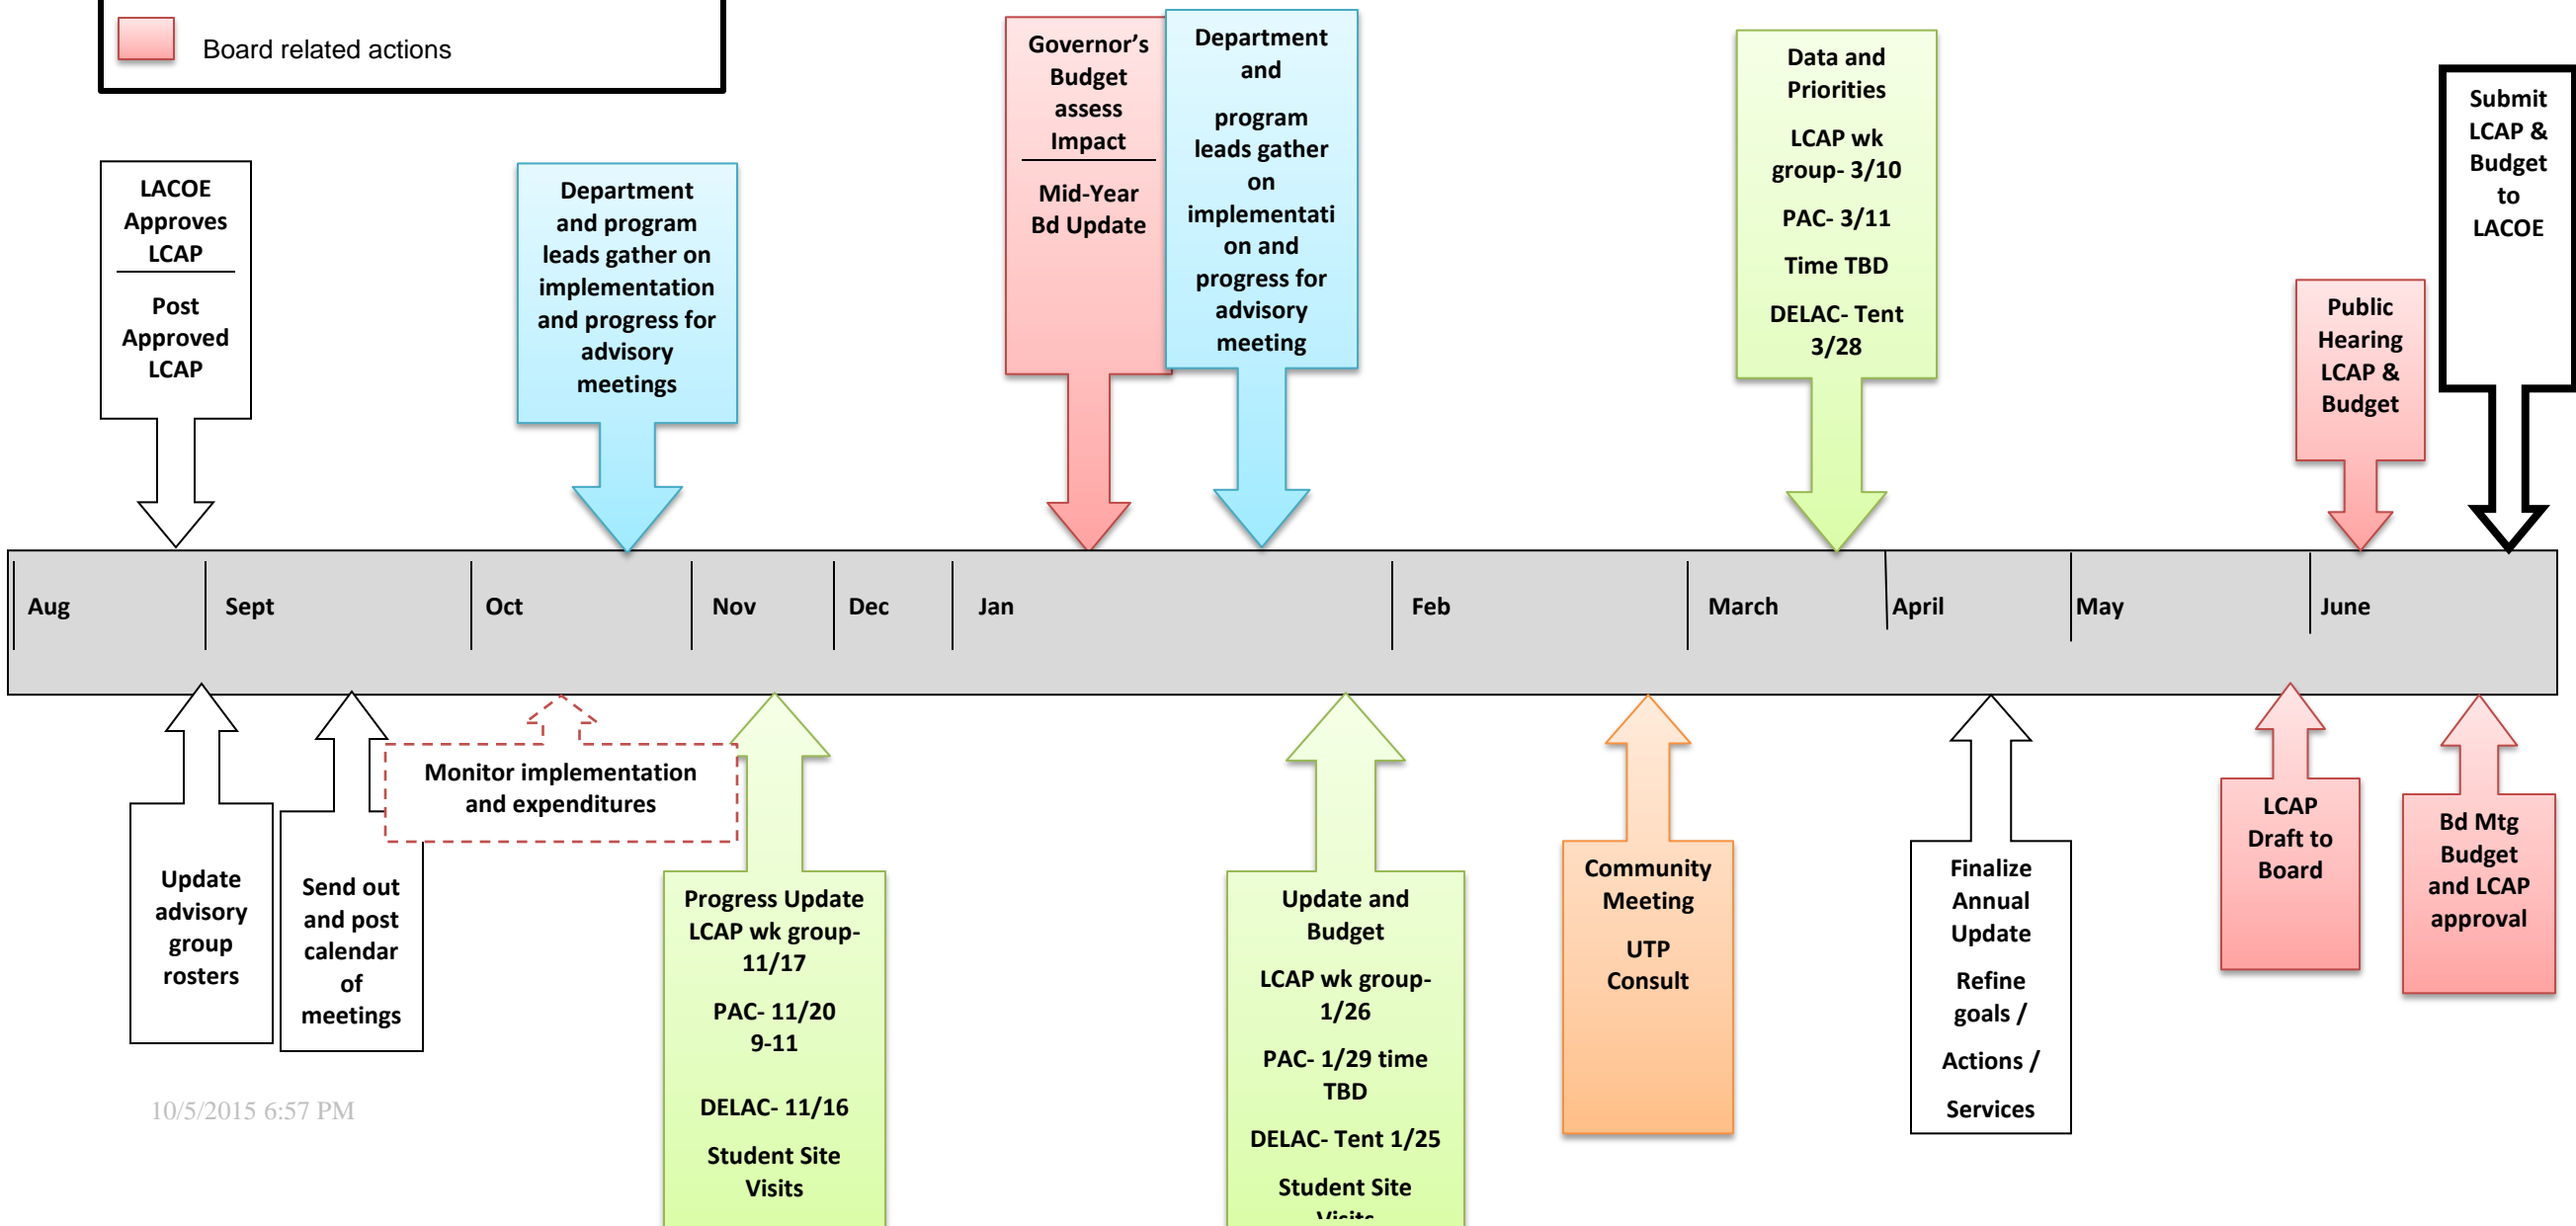 Board related actions
LACOE
Approves
LCAP
Post
Approved
LCAP
Department
and program
leads gather on
implementation
and progress for
advisory
meetings
Governor's
Budget
assess
Impact
Mid-Year
Bd Update
Department
and
program
leads gather
on
implementati
on and
progress for
advisory
meeting
Data and
Priorities
LCAP wk
group- 3/10
PAC- 3/11
Time TBD
DELAC- Tent
3/28
Public
Hearing
LCAP &
Budget
Submit
LCAP &
Budget
to
LACOE
Aug
Sept
Oct
Nov
Dec
Jan
Feb
March
April
May
June
Update
advisory
group
rosters
Send out
and post
calendar
of
meetings
Monitor implementation
and expenditures
Progress Update
LCAP wk group-
11/17
PAC- 11/20
9-11
DELAC- 11/16
Student Site
Visits
Update and
Budget
LCAP wk group-
1/26
PAC- 1/29 time
TBD
DELAC- Tent 1/25
Student Site
Visits
Community
Meeting
UTP
Consult
Finalize
Annual
Update
Refine
goals /
Actions /
Services
LCAP
Draft to
Board
Bd Mtg
Budget
and LCAP
approval
10/5/2015 6:57 PM